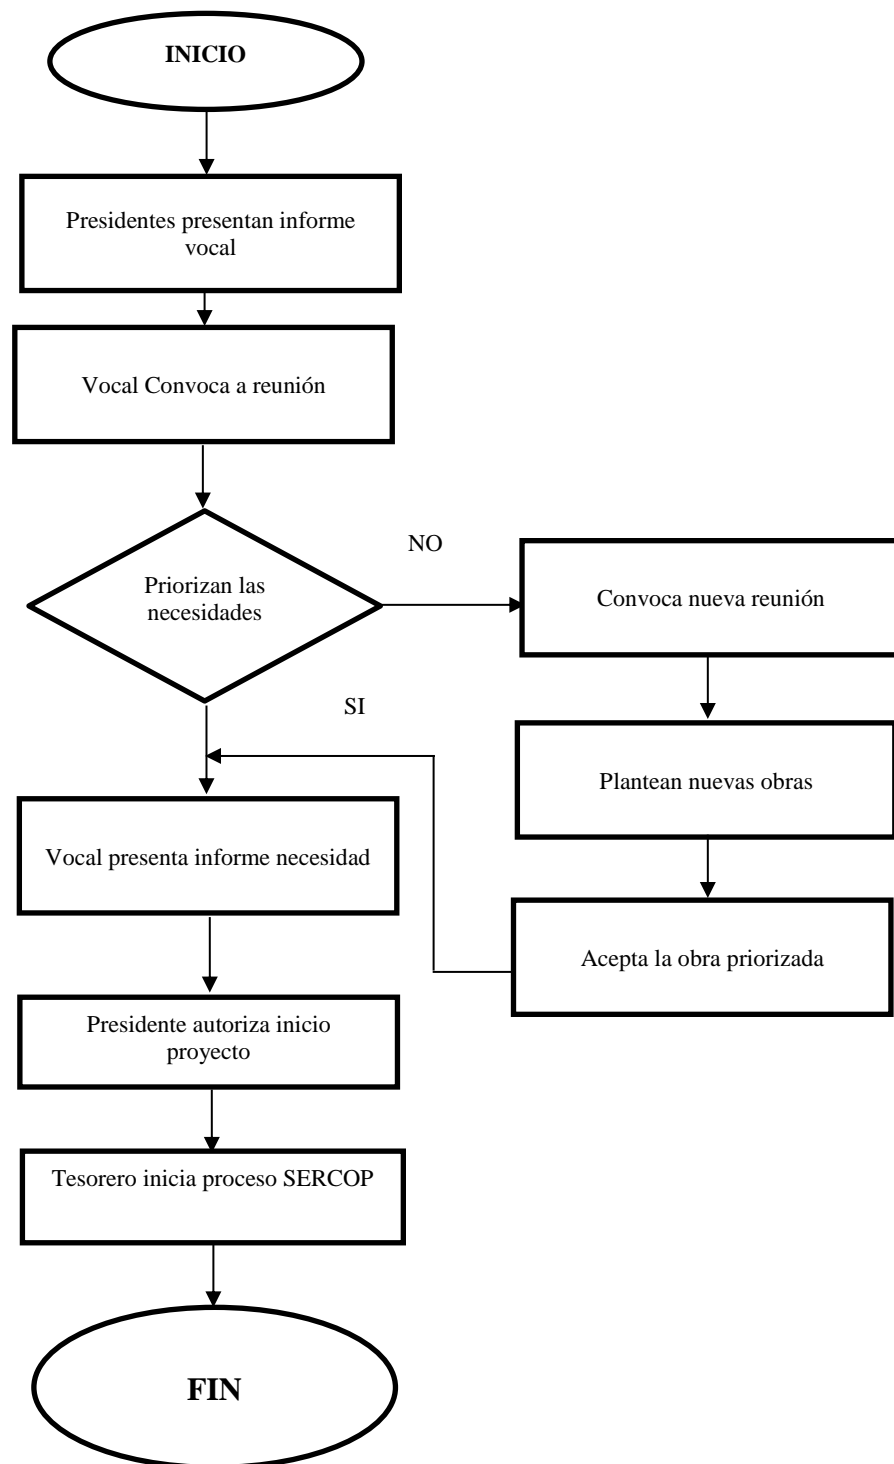 INICIO
Presidentes presentan informe
vocal
Vocal Convoca a reunión
Priorizan las
necesidades
NO
Convoca nueva reunión
SI
Plantean nuevas obras
Vocal presenta informe necesidad
Acepta la obra priorizada
Presidente autoriza inicio
proyecto
Tesorero inicia proceso SERCOP
FIN